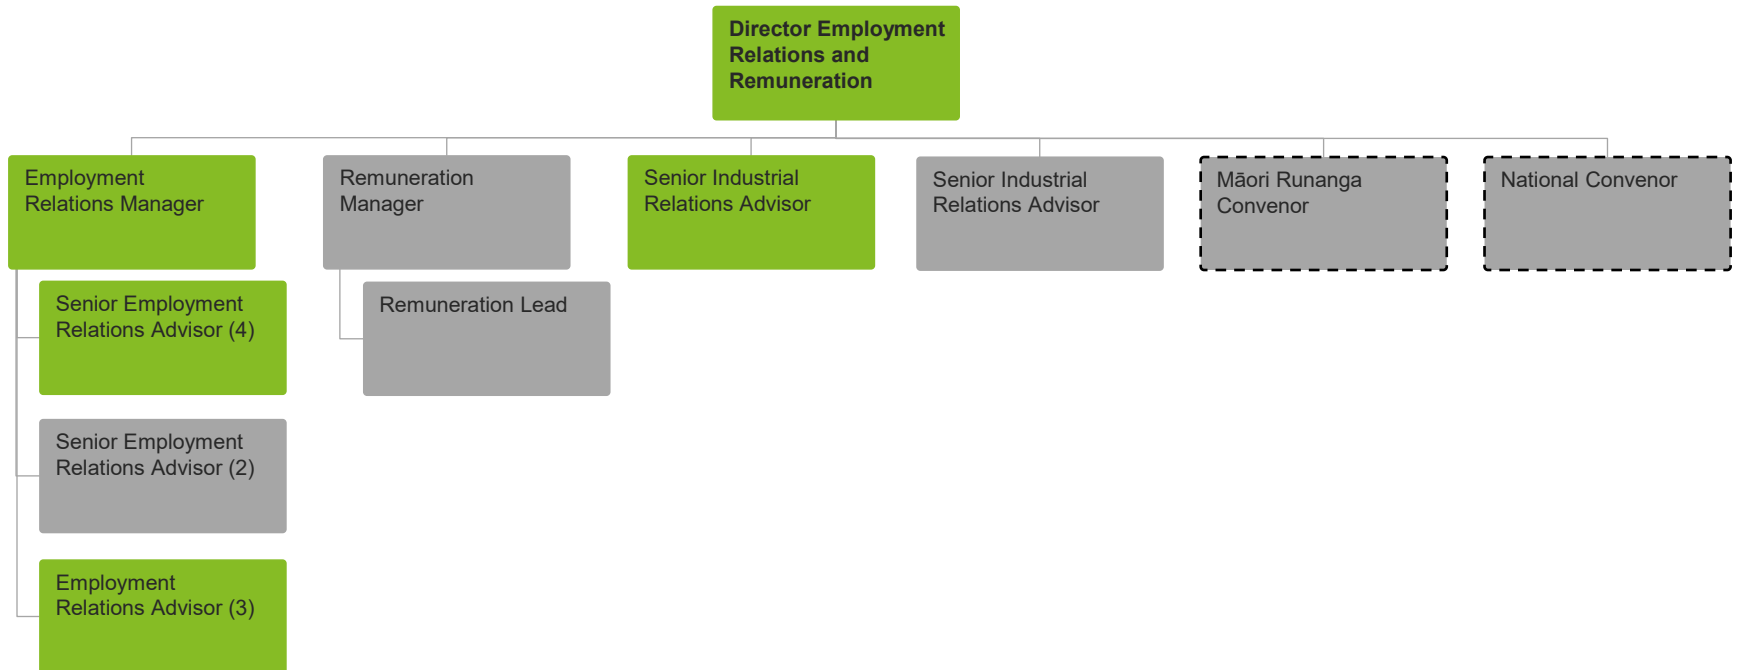 Director Employment
Relations and
Remuneration
Employment
Relations Manager
Remuneration
Manager
Senior Industrial
Relations Advisor
Senior Industrial
Relations Advisor
Māori Runanga
Convenor
National Convenor
Senior Employment
Relations Advisor (4)
Remuneration Lead
Senior Employment
Relations Advisor (2)
Employment
Relations Advisor (3)